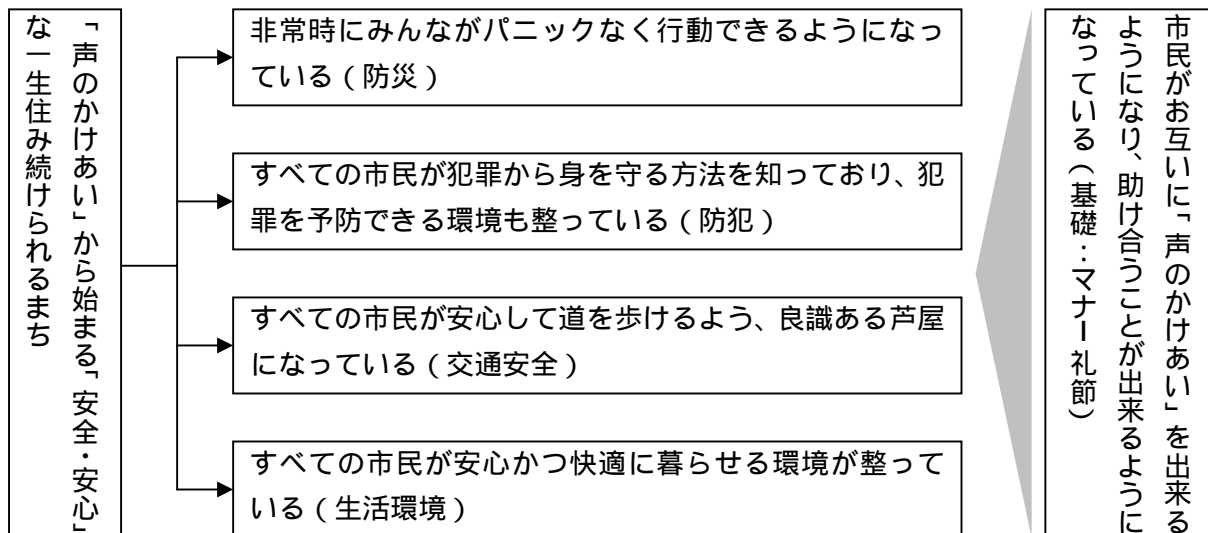 「声のかけあい」から始まる「安全・安心」
な一生住み続けられるまち
非常時にみんながパニックなく行動できるようになっ
ている（防災）
すべての市民が犯罪から身を守る方法を知っており、犯
罪を予防できる環境も整っている（防犯）
すべての市民が安心して道を歩けるよう、良識ある芦屋
になっている（交通安全）
すべての市民が安心かつ快適に暮らせる環境が整って
いる（生活環境）
市民がお互いに「声のかけあい」を出来る
ようになり、助け合うことが出来るように
なっている（基礎：マナー礼節）